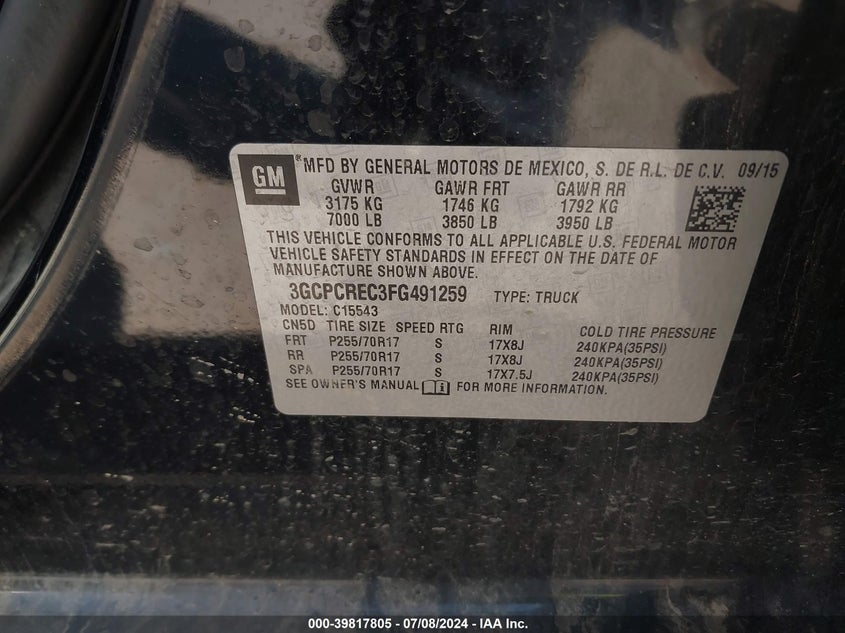 GM ® MFD BY GENERAL MOTORS DE MEXICO, S. DE R.L. DE C.V. 09/15
GVWR GAWR FRT GAWR RR
3175 KG 1746 KG 1792 KG
7000 LB 3850 LB 3950 LB
THIS VEHICLE CONFORMS TO ALL APPLICABLE U.S. FEDERAL MOTOR
VEHICLE SAFETY STANDARDS IN EFFECT ON THE DATE OF
MANUFACTURE SHOWN ABOVE.
3GCPCREC3FG491259 TYPE: TRUCK
MODEL: C15543
CN5D TIRE SIZE SPEED RTG RIM COLD TIRE PRESSURE
FRT P255/70R17 S 17X8J 240KPA(35PSI)
RR P255/70R17 S 17X8J 240KPA(35PSI)
SPA P255/70R17 S 17X7.5J 240KPA(35PSI)
SEE OWNER'S MANUAL FOR MORE INFORMATION.
000-39817805 - 07/08/2024 - IAA Inc.